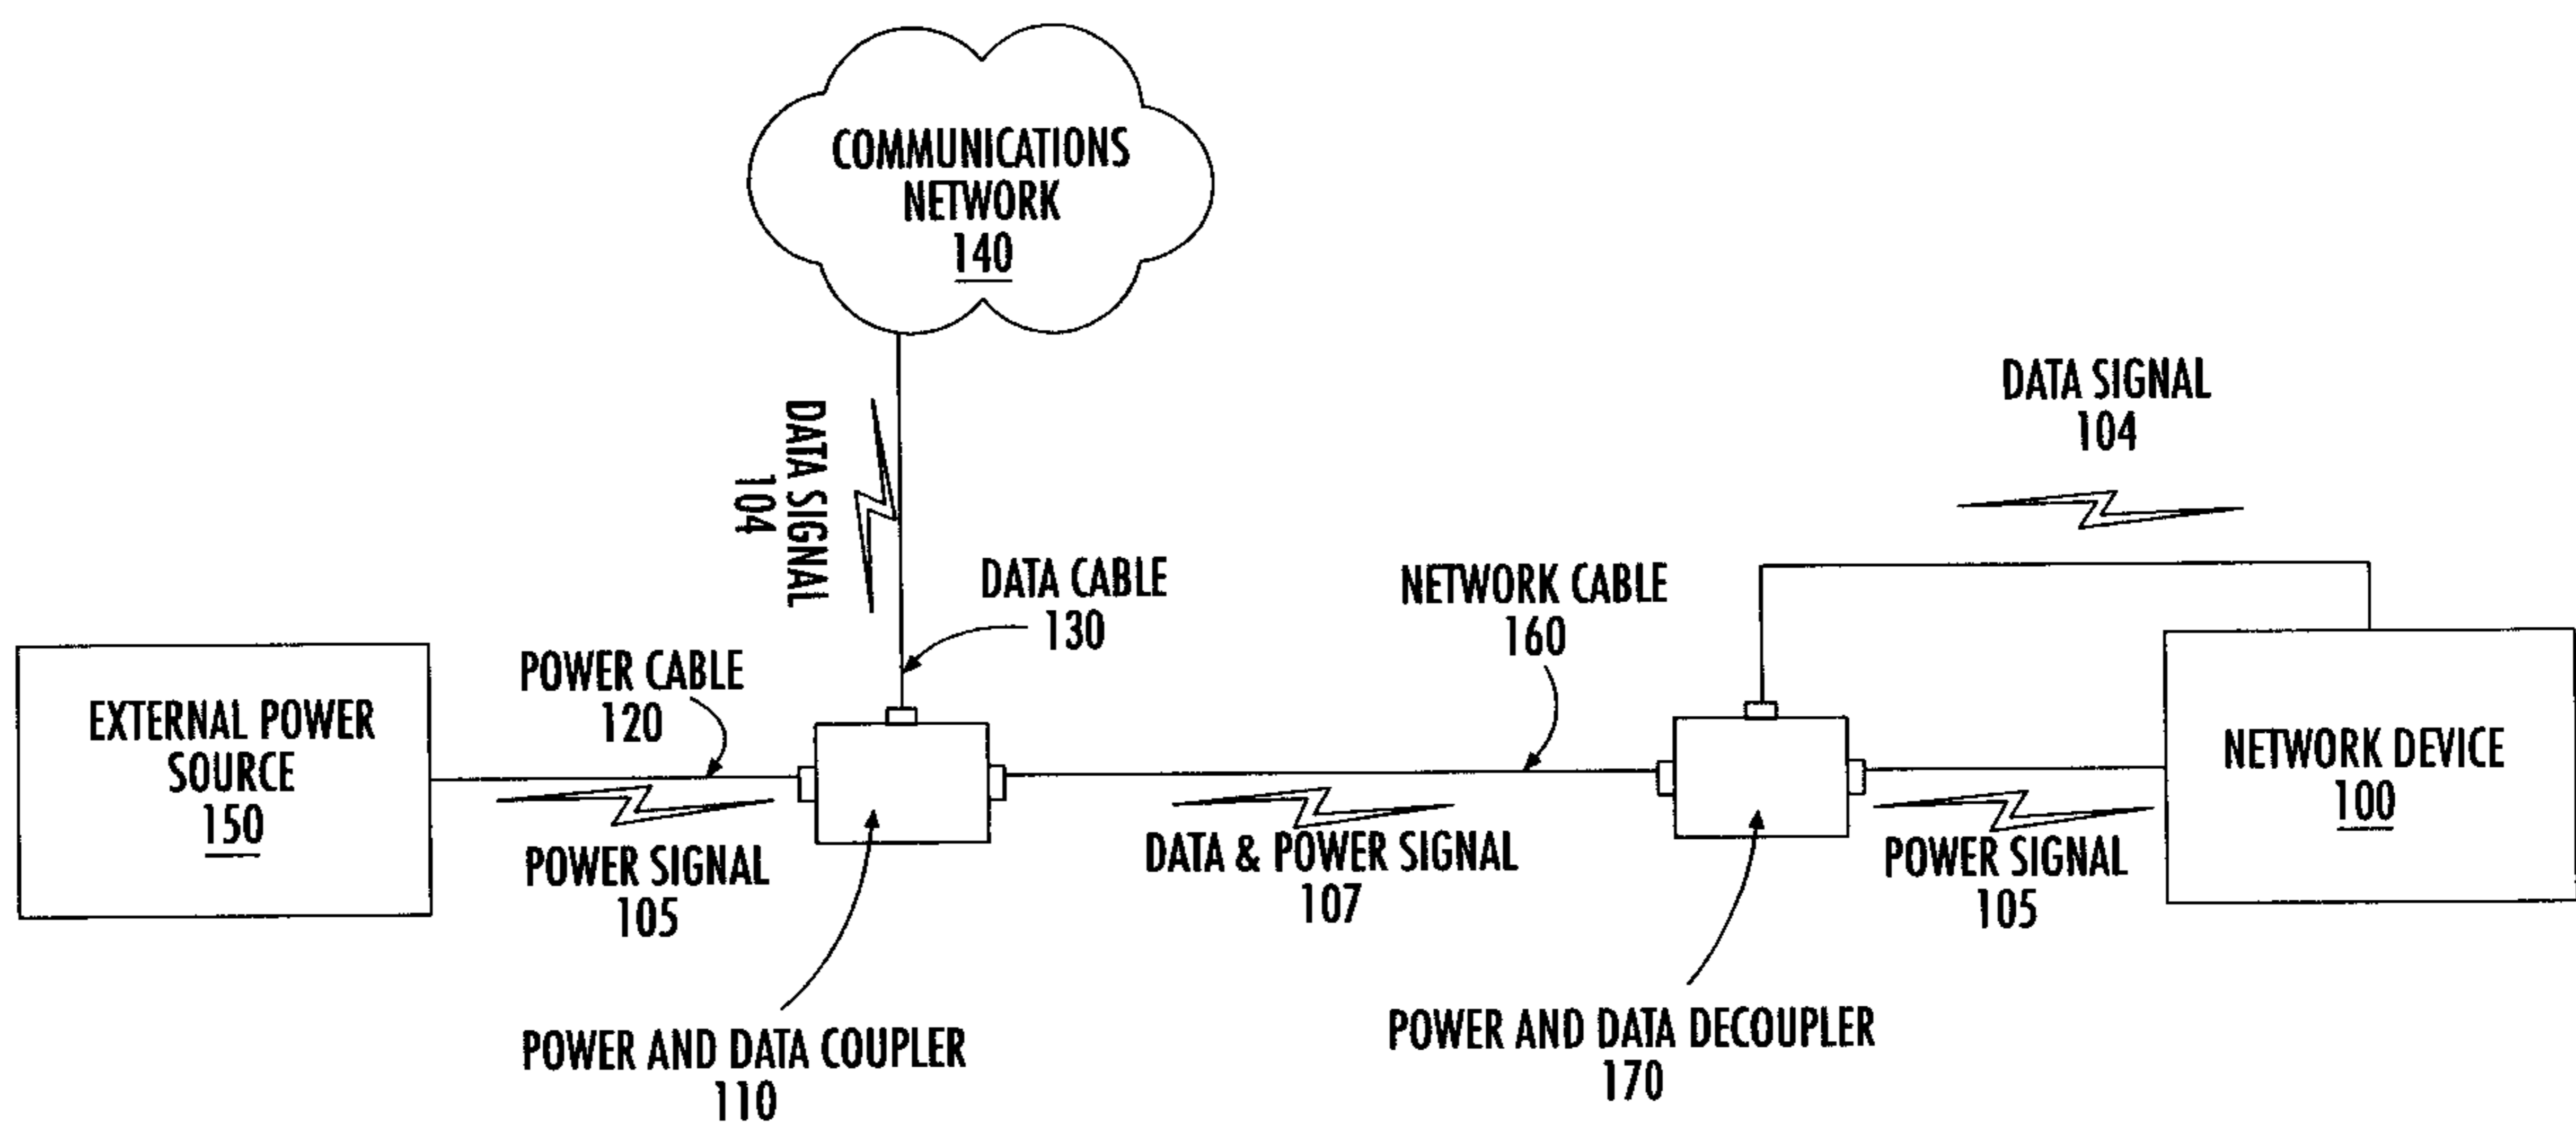 COMMUNICATIONS
NETWORK
140
DATA SIGNAL
104
DATA SIGNAL
104
DATA CABLE
130
NETWORK CABLE
160
POWER CABLE
120
EXTERNAL POWER
SOURCE
150
NETWORK DEVICE
100
POWER SIGNAL
105
DATA & POWER SIGNAL
107
POWER SIGNAL
105
POWER AND DATA COUPLER
110
POWER AND DATA DECOUPLER
170